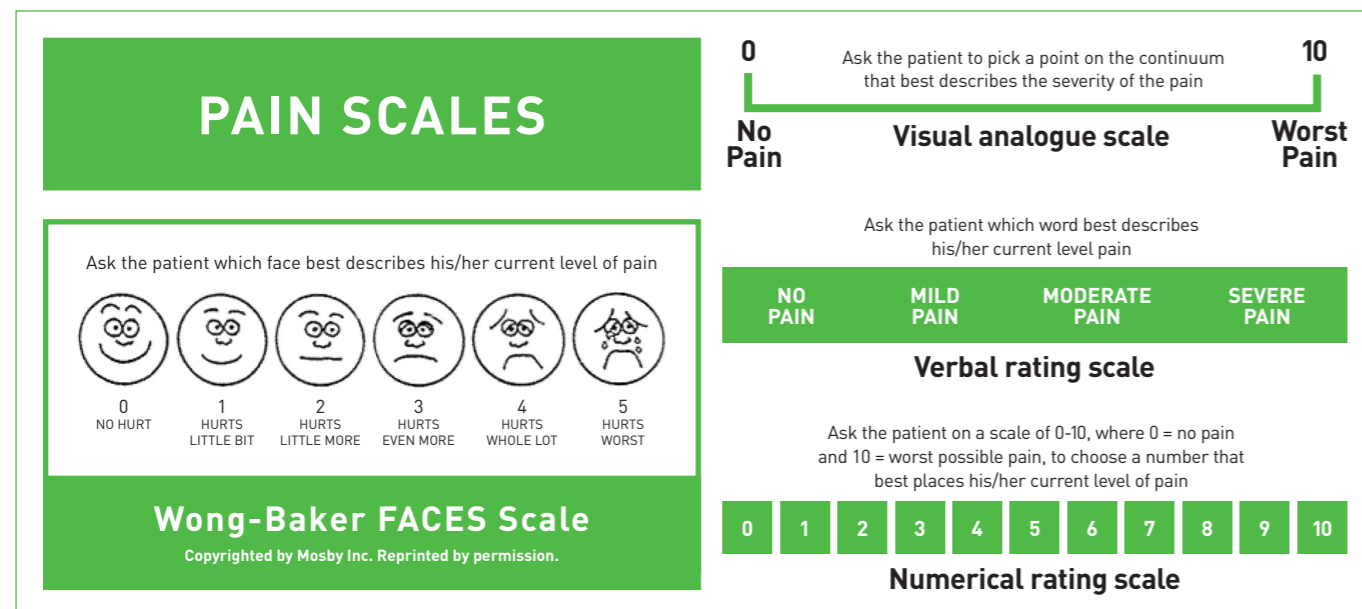 PAIN SCALES
Ask the patient which face best describes his/her current level of pain
0 1 2 3 4 5
NO HURT HURTS HURTS HURTS HURTS HURTS
LITTLE BIT LITTLE MORE EVEN MORE WHOLE LOT WORST
Wong-Baker FACES Scale
Copyrighted by Mosby Inc. Reprinted by permission.
0 10
Ask the patient to pick a point on the continuum
that best describes the severity of the pain
No Worst
Pain Pain
Visual analogue scale
Ask the patient which word best describes
his/her current level pain
NO MILD MODERATE SEVERE
PAIN PAIN PAIN PAIN
Verbal rating scale
Ask the patient on a scale of 0-10, where 0 = no pain
and 10 = worst possible pain, to choose a number that
best places his/her current level of pain
0 1 2 3 4 5 6 7 8 9 10
Numerical rating scale